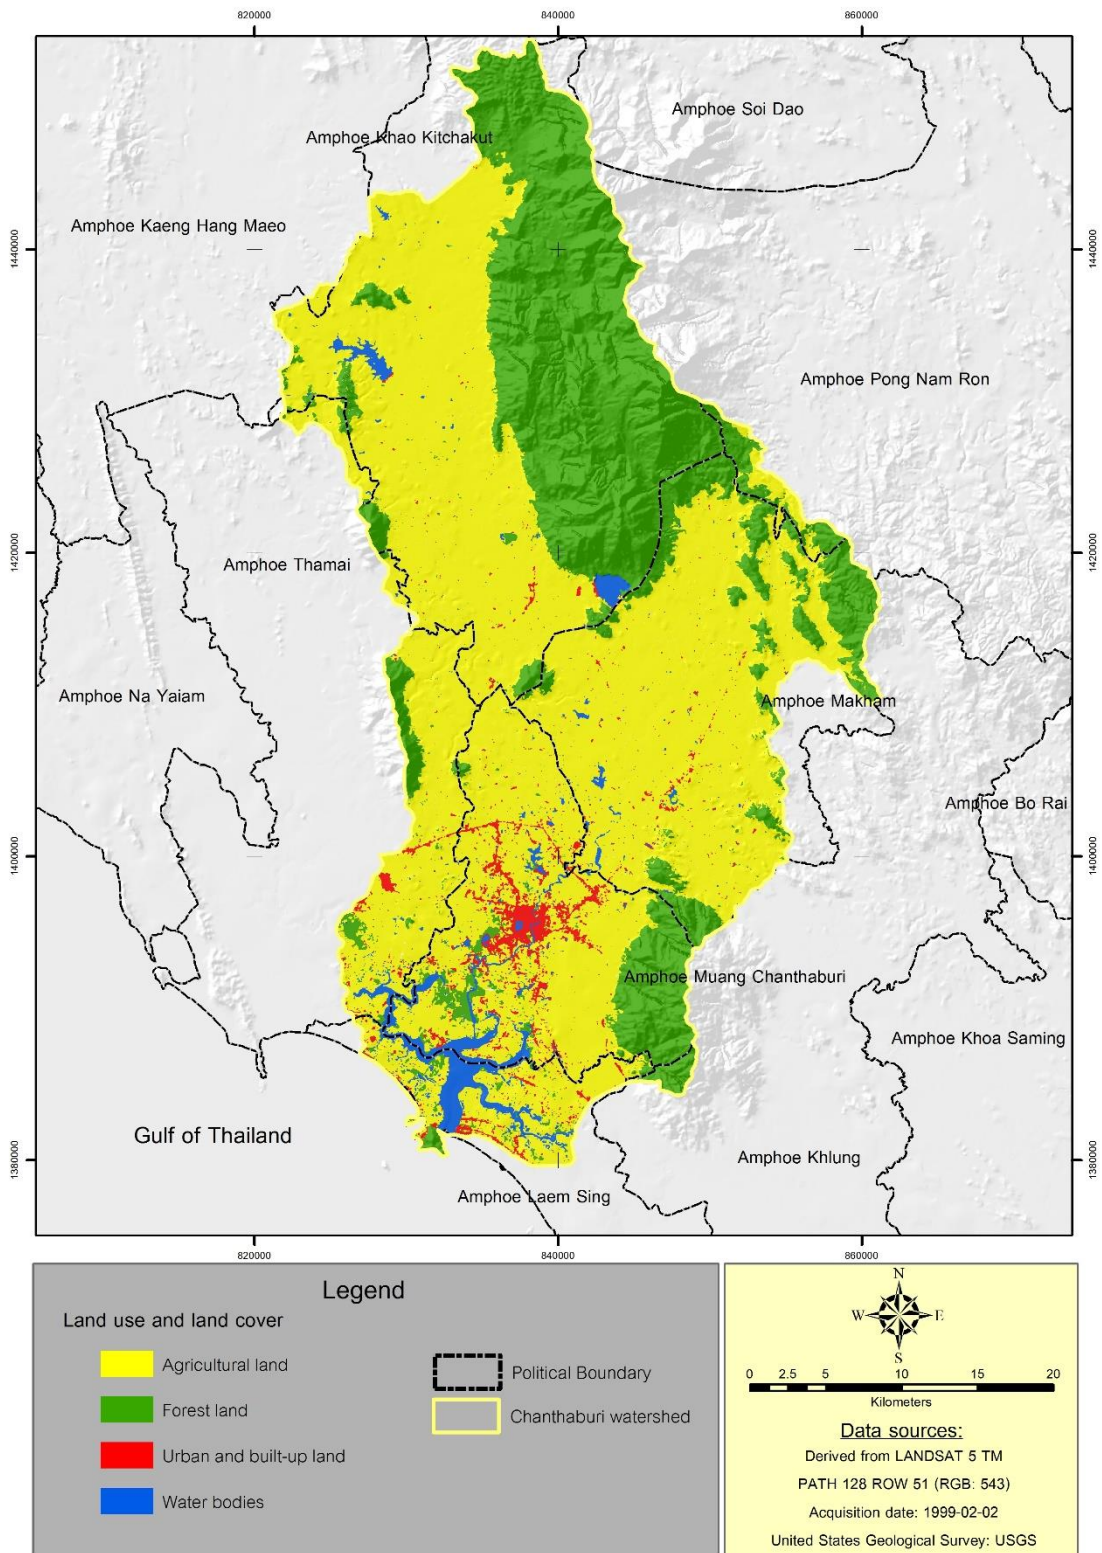 820000
840000
860000
Amphoe Soi Dao
Amphoe Khao Kitchakut
Amphoe Kaeng Hang Maeo
1440000
1440000
Amphoe Pong Nam Ron
1420000
1420000
Amphoe Thamai
Amphoe Na Yaiam
Amphoe Makham
Amphoe Bo Rai
1400000
1400000
Amphoe Muang Chanthaburi
Amphoe Khoa Saming
Gulf of Thailand
1380000
1380000
Amphoe Khlung
Amphoe Laem Sing
820000
840000
860000
Legend
Land use and land cover
Agricultural land
Forest land
Urban and built-up land
Water bodies
Political Boundary
Chanthaburi watershed
N
W
E
S
0 2.5 5 10 15 20
Kilometers
Data sources:
Derived from LANDSAT 5 TM
PATH 128 ROW 51 (RGB: 543)
Acquisition date: 1999-02-02
United States Geological Survey: USGS